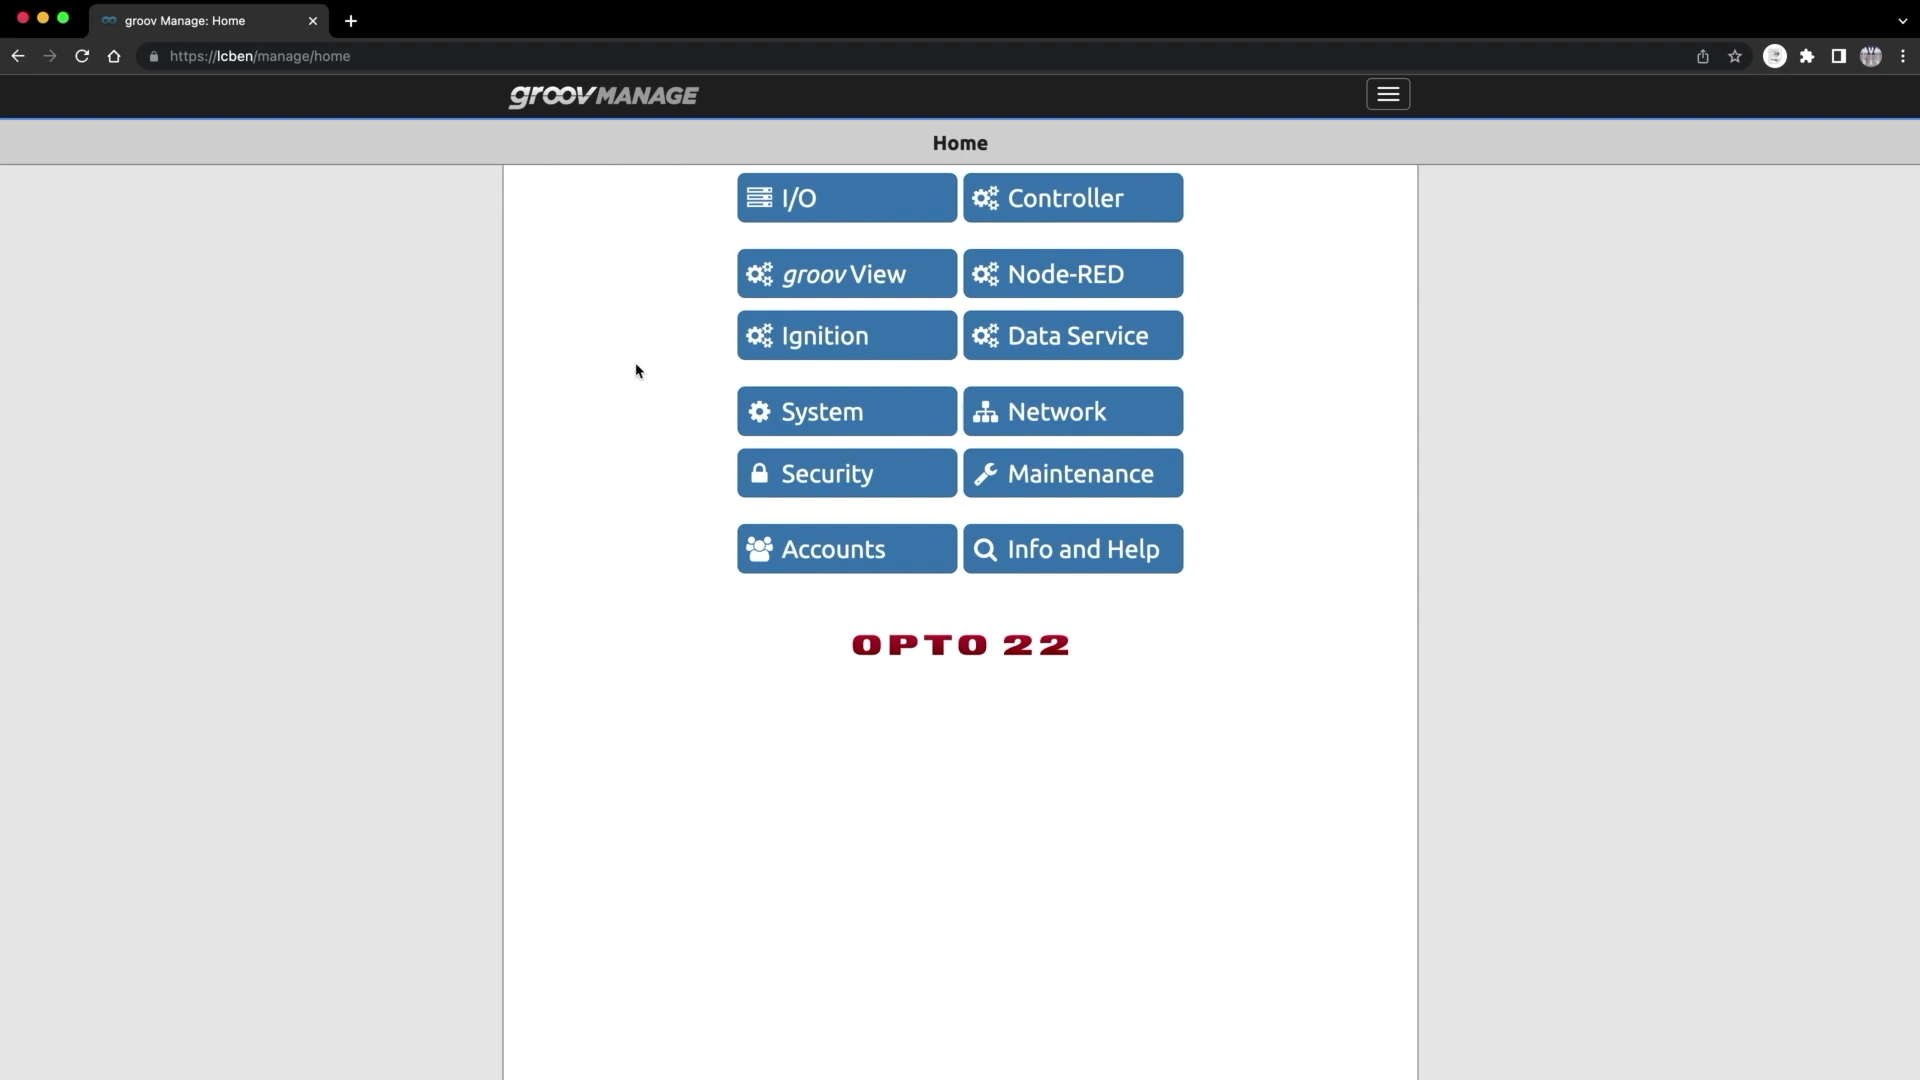 groov Manage: Home
https://lcben/manage/home
groov MANAGE
Home
I/O
Controller
groov View
Node-RED
Ignition
Data Service
System
Network
Security
Maintenance
Accounts
Info and Help
OPTO 22